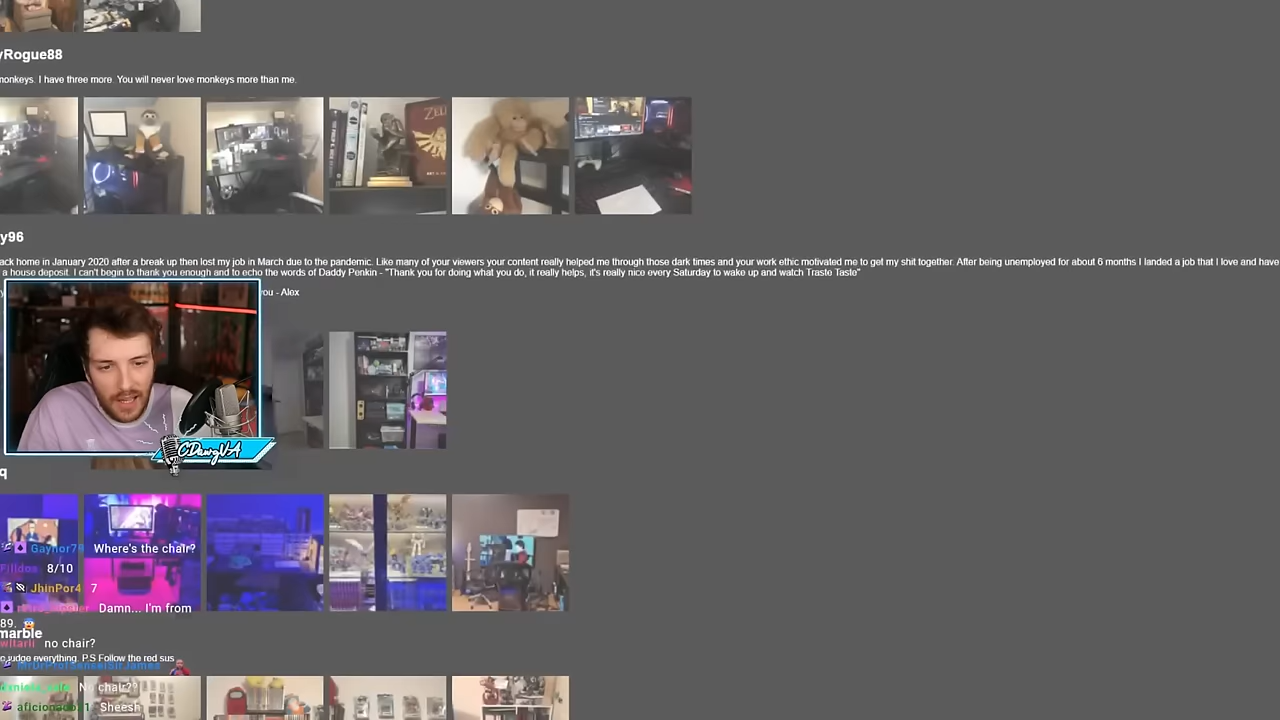 yRogue88
monkeys. I have three more. You will never love monkeys more than me.
ZEL
y96
ack home in January 2020 after a break up then lost my job in March due to the pandemic. Like many of your viewers your content really helped me through those dark times and your work ethic motivated me to get my shit together. After being unemployed for about 6 months I landed a job that I love and have
a house deposit. I can't begin to thank you enough and to echo the words of Daddy Penkin - "Thank you for doing what you do, it really helps, it's really nice every Saturday to wake up and watch Traste Taste"
ou - Alex
CDawgVA
q
Where's the chair?
8/10
JhinPor4 7
Damn... I'm from
89.
marble
no chair?
c judge everything. P.S Follow the red sus
MrDrProfSenseiSirJames
No chair??
Sheesh